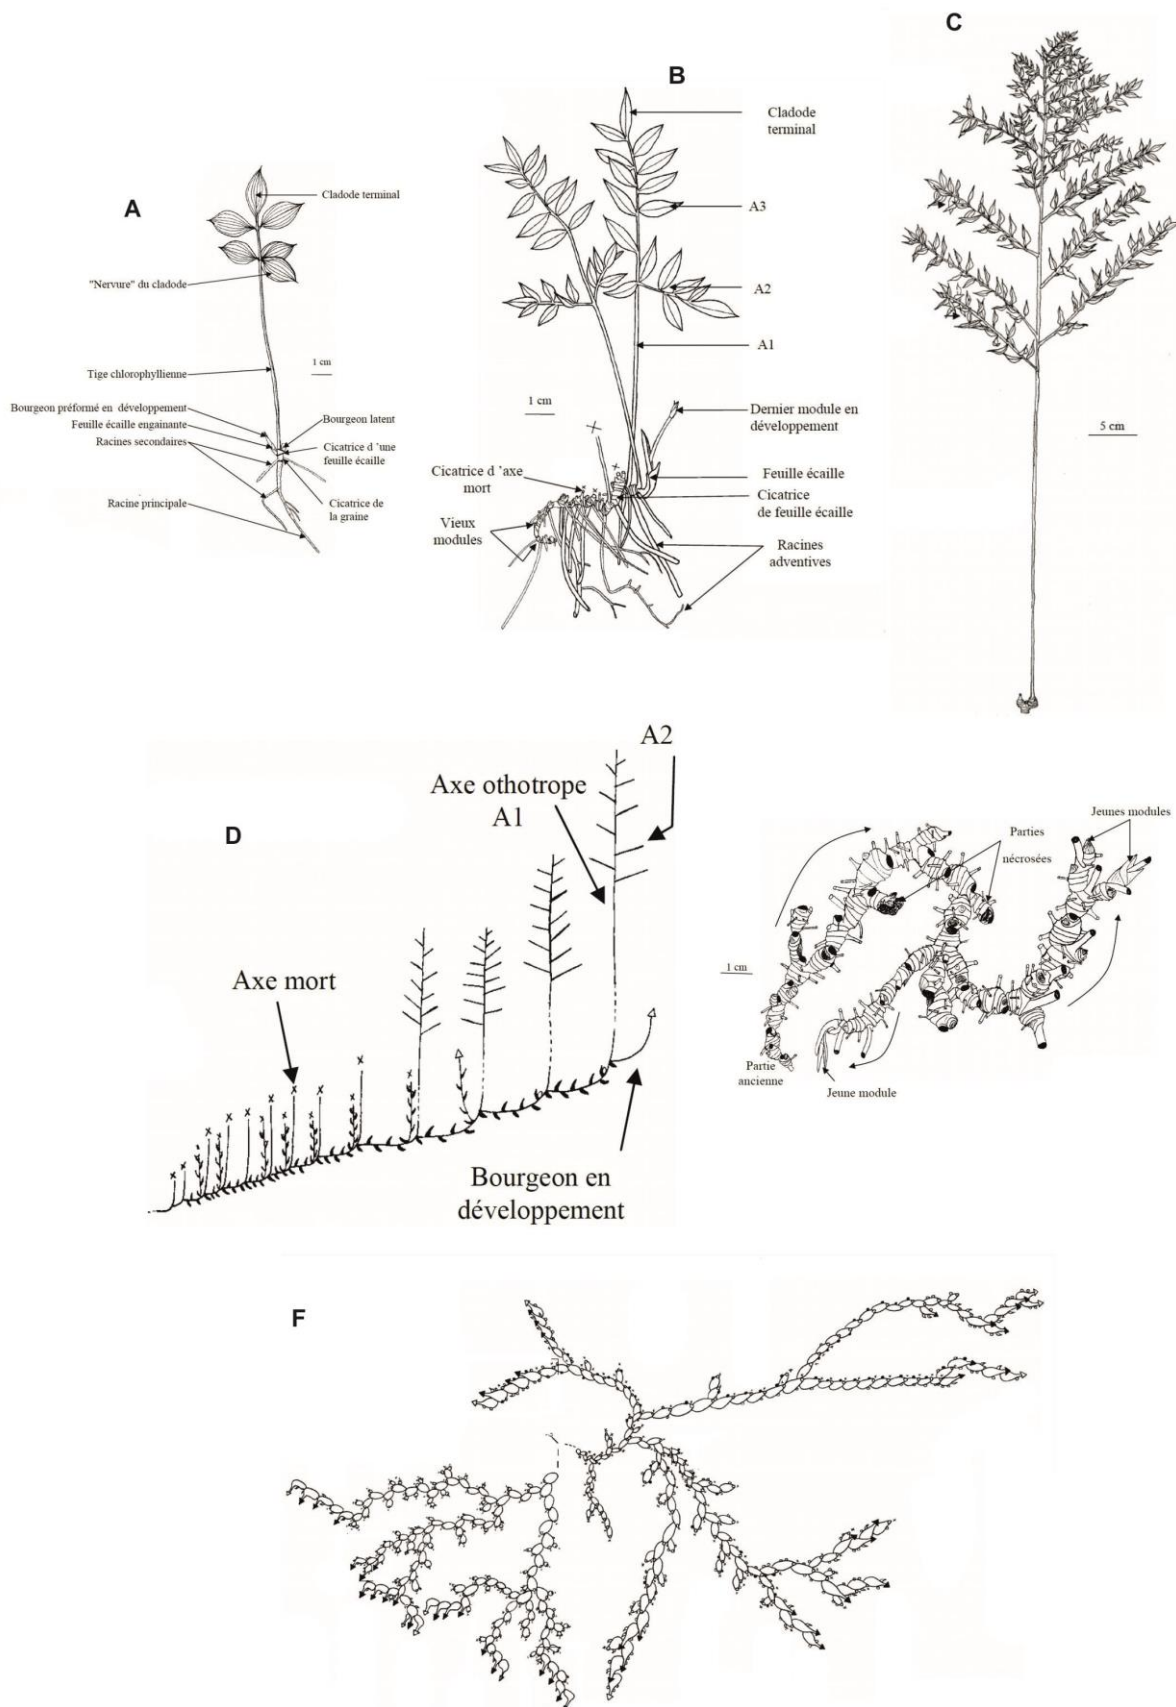 A
Cladode terminal
"Nervure" du cladode
Tige chlorophyllienne
1 cm
Bourgeon préformé en développement
Feuille écaille engainante
Racines secondaires
Racine principale
Bourgeon latent
Cicatrice d 'une
feuille écaille
Cicatrice de
la graine
B
Cladode
terminal
A3
A2
A1
1 cm
Dernier module en
développement
Cicatrice d 'axe
mort
Feuille écaille
Cicatrice
de feuille écaille
Vieux
modules
Racines
adventives
C
5 cm
D
A2
Axe othotrope
A1
Axe mort
Bourgeon en
développement
Jeunes modules
Parties
nécrosées
1 cm
Partie
ancienne
Jeune module
F